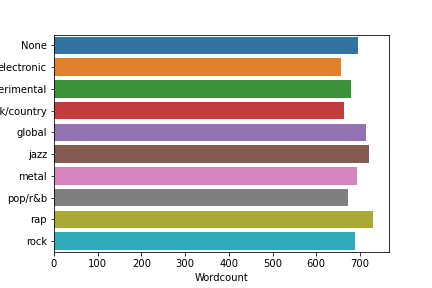 None
electronic
erimental
k/country
global
jazz
metal
pop/r&b
rap
rock
0 100 200 300 400 500 600 700
Wordcount